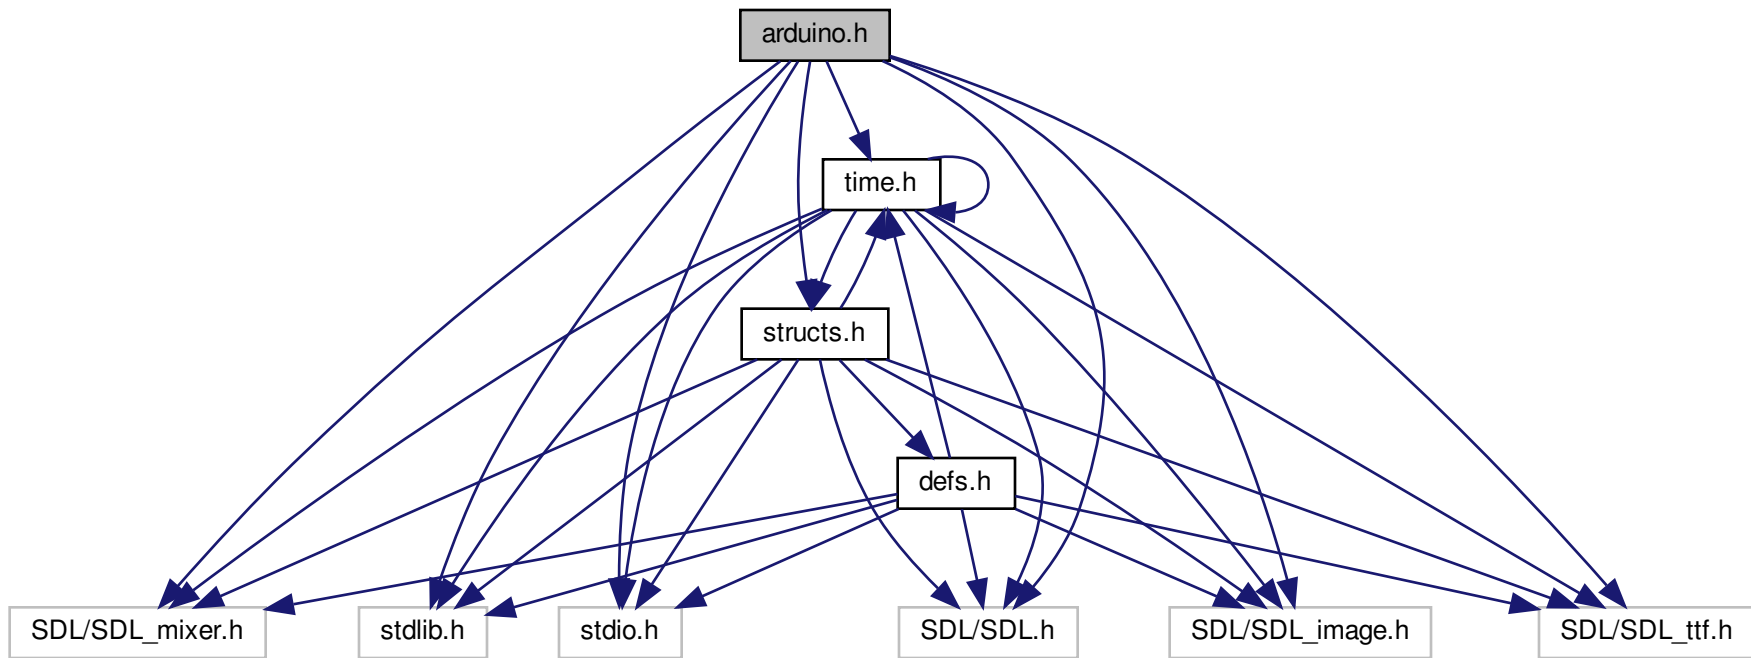 arduino.h
time.h
structs.h
defs.h
SDL/SDL_mixer.h
stdlib.h
stdio.h
SDL/SDL.h
SDL/SDL_image.h
SDL/SDL_ttf.h